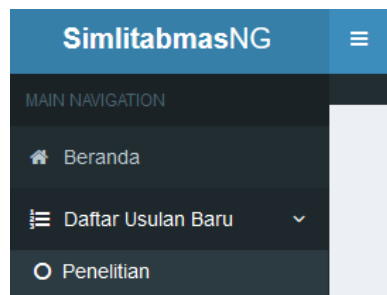 SimlitabmasNG
MAIN NAVIGATION
Beranda
Daftar Usulan Baru
Penelitian